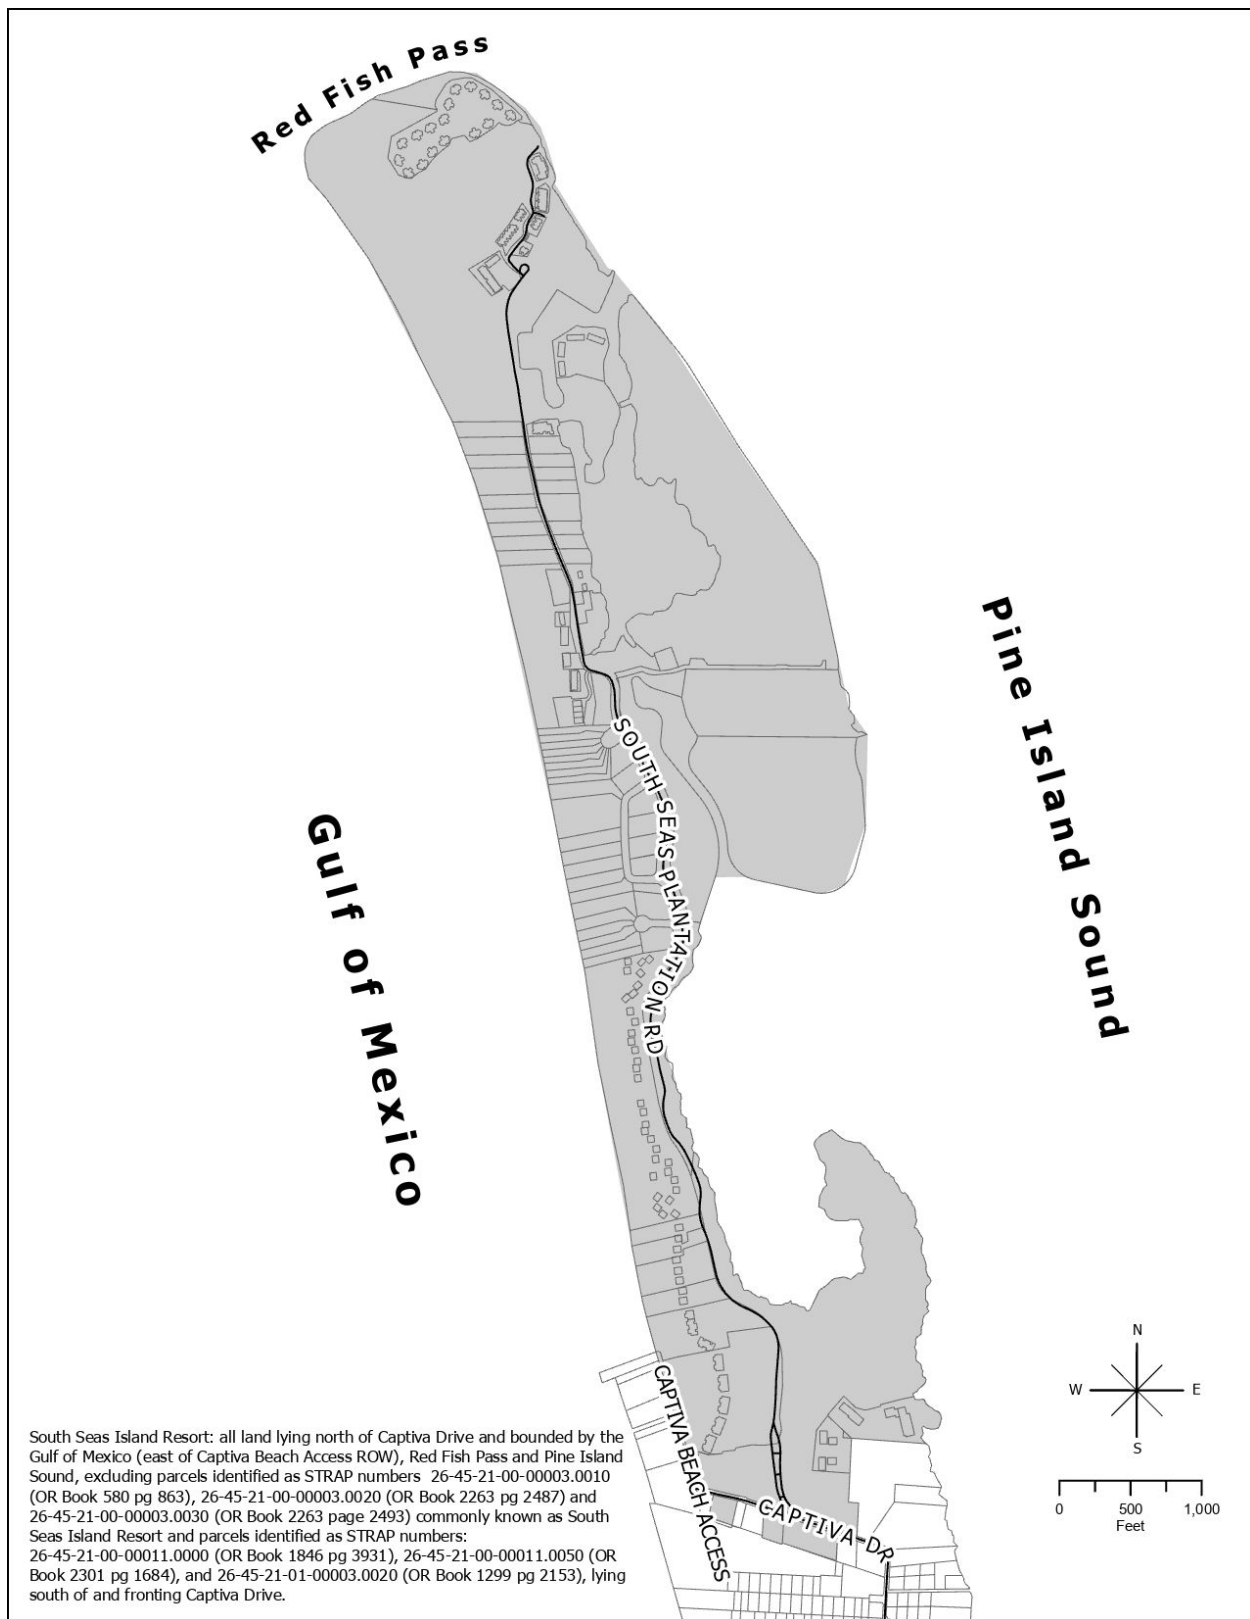 Red Fish Pass
Pine Island Sound
SOUTH SEAS PLANTATION RD
Gulf of Mexico
CAPTIVA BEACH ACCESS
CAPTIVA DR
N
W E
S
0 500 1,000
Feet
South Seas Island Resort: all land lying north of Captiva Drive and bounded by the
Gulf of Mexico (east of Captiva Beach Access ROW), Red Fish Pass and Pine Island
Sound, excluding parcels identified as STRAP numbers 26-45-21-00-00003.0010
(OR Book 580 pg 863), 26-45-21-00-00003.0020 (OR Book 2263 pg 2487) and
26-45-21-00-00003.0030 (OR Book 2263 page 2493) commonly known as South
Seas Island Resort and parcels identified as STRAP numbers:
26-45-21-00-00011.0000 (OR Book 1846 pg 3931), 26-45-21-00-00011.0050 (OR
Book 2301 pg 1684), and 26-45-21-01-00003.0020 (OR Book 1299 pg 2153), lying
south of and fronting Captiva Drive.